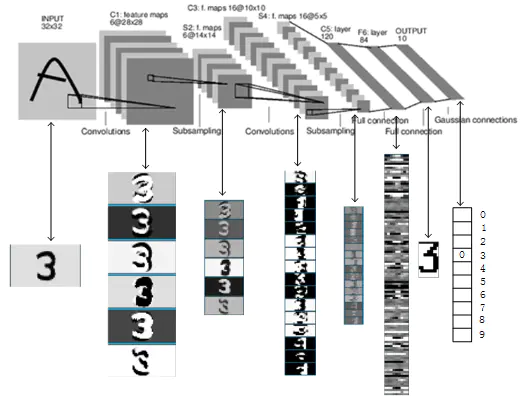 INPUT
32x32
C1: feature maps
6@28x28
C3: f. maps 16@10x10
S2: f. maps
6@14x14
S4: f. maps 16@5x5
C5: layer
120
F6: layer
84
OUTPUT
10
A
Convolutions
Subsampling
Convolutions
Subsampling
Full connection
Full connection
Gaussian connections
3
3
0
1
2
3
4
5
6
7
8
9
0